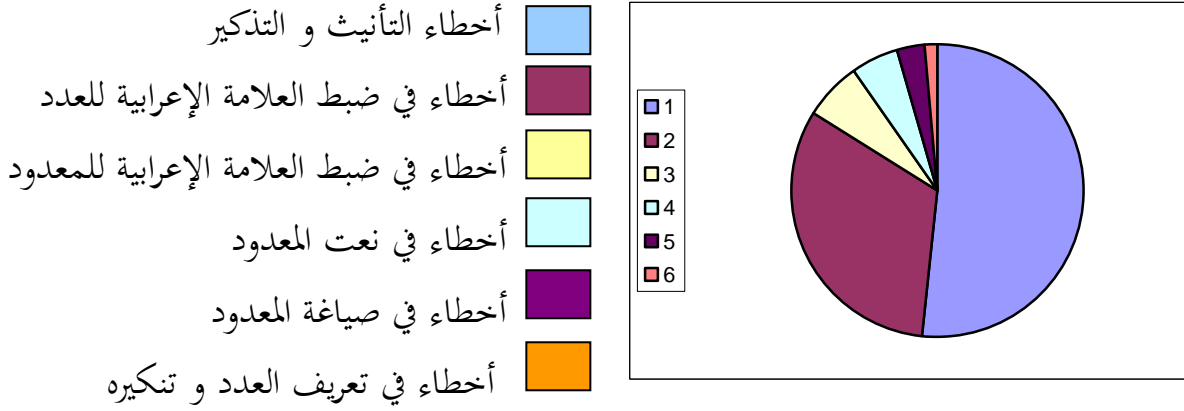 أخطاء التأنيث و التذكير
أخطاء في ضبط العلامة الإعرابية للعدد
أخطاء في ضبط العلامة الإعرابية للمعدود
أخطاء في نعت المعدود
أخطاء في صياغة المعدود
أخطاء في تعريف العدد و تنكيره
1
2
3
4
5
6